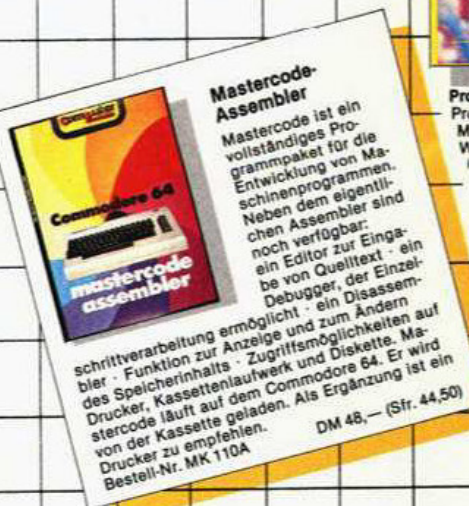 Commodore 64
mastercode
assembler
Mastercode-
Assembler
Mastercode ist ein
vollständiges Pro-
grammpaket für die
Entwicklung von Ma-
schinenprogrammen.
Neben dem eigentli-
chen Assembler sind
noch verfügbar:
ein Editor zur Einga-
be von Quelltext · ein
Debugger, der Einzel-
schrittverarbeitung ermöglicht · ein Disassem-
bler · Funktion zur Anzeige und zum Ändern
des Speicherinhalts · Zugriffsmöglichkeiten auf
Drucker, Kassettenlaufwerk und Diskette. Ma-
stercode läuft auf dem Commodore 64. Er wird
von der Kassette geladen. Als Ergänzung ist ein
Drucker zu empfehlen.
Bestell-Nr. MK 110A
DM 48,— (Sfr. 44,50)